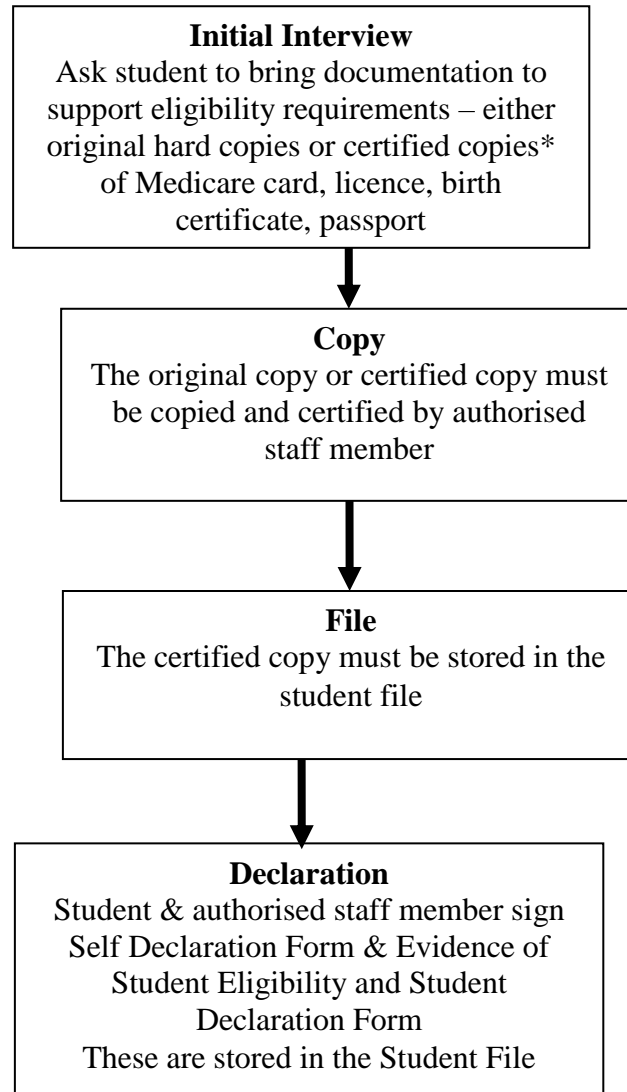 Initial Interview
Ask student to bring documentation to
support eligibility requirements – either
original hard copies or certified copies*
of Medicare card, licence, birth
certificate, passport
Copy
The original copy or certified copy must
be copied and certified by authorised
staff member
File
The certified copy must be stored in the
student file
Declaration
Student & authorised staff member sign
Self Declaration Form & Evidence of
Student Eligibility and Student
Declaration Form
These are stored in the Student File